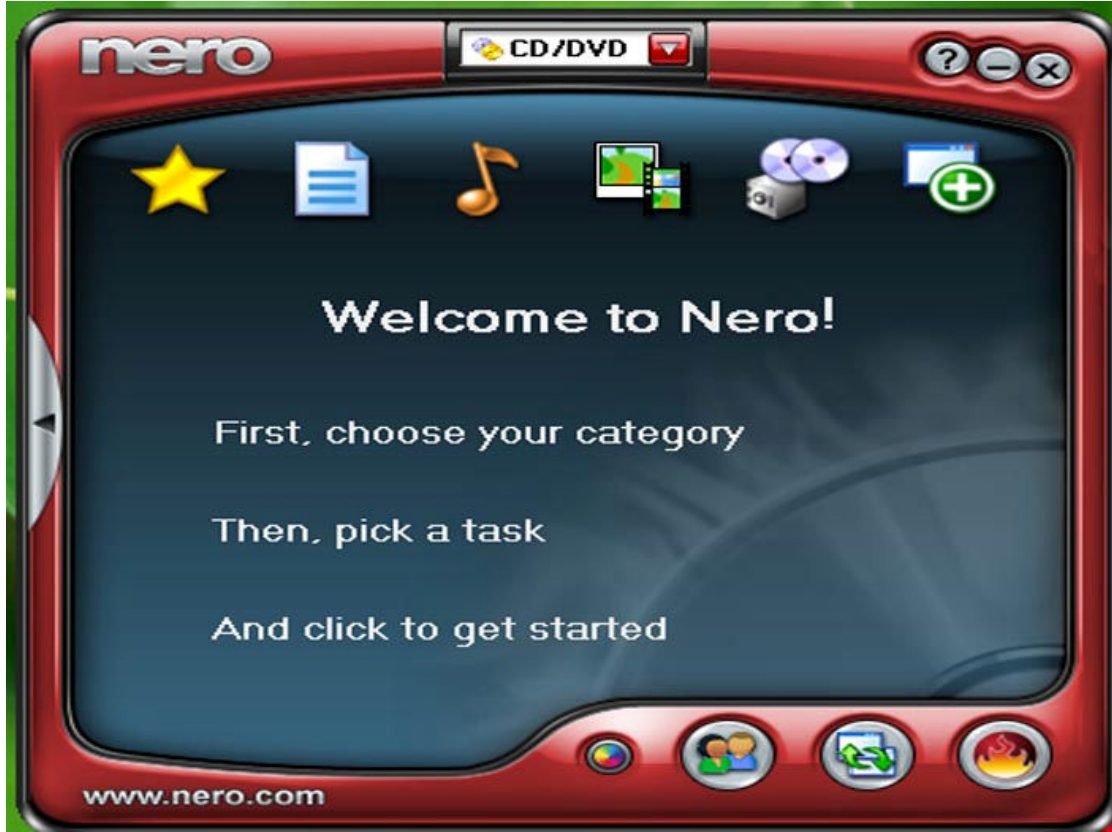 nero
CD/DVD
?
Welcome to Nero!
First, choose your category
Then, pick a task
And click to get started
www.nero.com